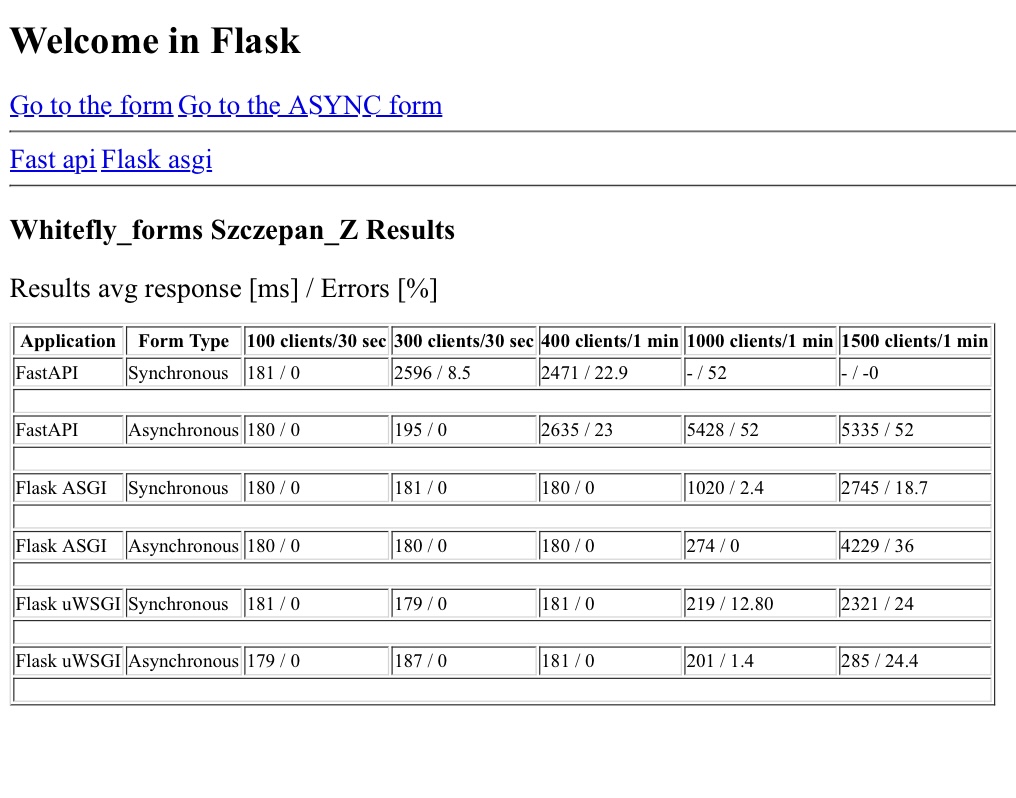 Welcome in Flask
Go to the form Go to the ASYNC form
Fast api Flask asgi
Whitefly_forms Szczepan_Z Results
Results avg response [ms] / Errors [%]
Application Form Type 100 clients/30 sec 300 clients/30 sec 400 clients/1 min 1000 clients/1 min 1500 clients/1 min
FastAPI Synchronous 181 / 0 2596 / 8.5 2471 / 22.9 - / 52 - / -0
FastAPI Asynchronous 180 / 0 195 / 0 2635 / 23 5428 / 52 5335 / 52
Flask ASGI Synchronous 180 / 0 181 / 0 180 / 0 1020 / 2.4 2745 / 18.7
Flask ASGI Asynchronous 180 / 0 180 / 0 180 / 0 274 / 0 4229 / 36
Flask uWSGI Synchronous 181 / 0 179 / 0 181 / 0 219 / 12.80 2321 / 24
Flask uWSGI Asynchronous 179 / 0 187 / 0 181 / 0 201 / 1.4 285 / 24.4